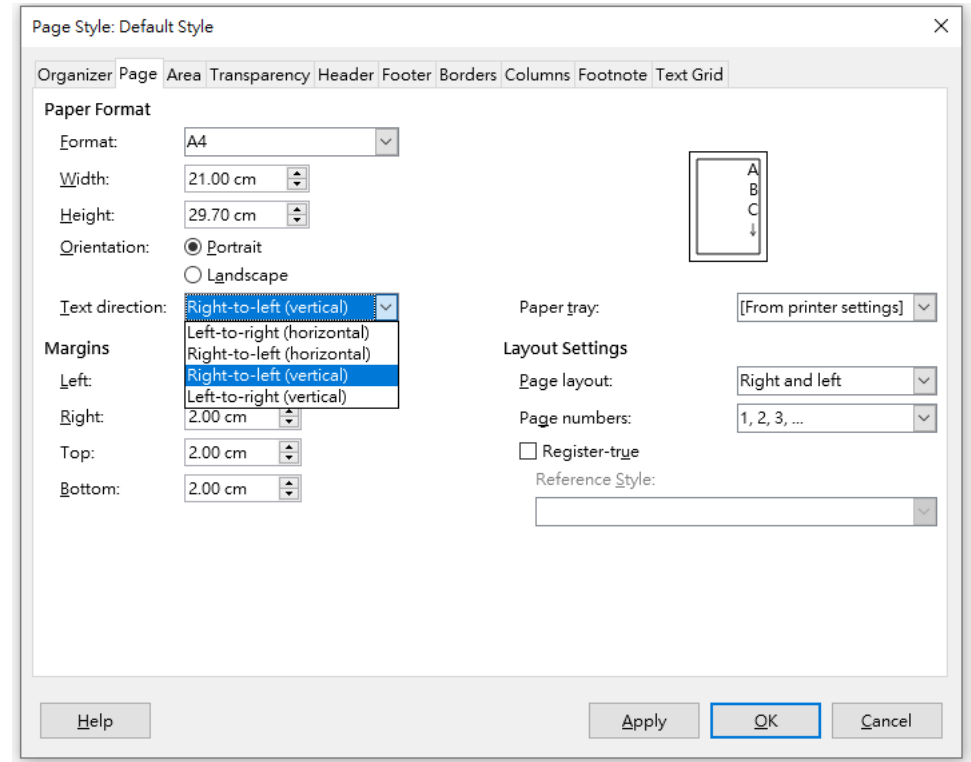 Page Style: Default Style
Organizer Page Area Transparency Header Footer Borders Columns Footnote Text Grid
Paper Format
Format: A4
Width: 21.00 cm
Height: 29.70 cm
Orientation: Portrait
Landscape
A
B
C
↓
Text direction: Right-to-left (vertical)
Left-to-right (horizontal)
Right-to-left (horizontal)
Right-to-left (vertical)
Left-to-right (vertical)
Paper tray: [From printer settings]
Margins
Left:
Right: 2.00 cm
Top: 2.00 cm
Bottom: 2.00 cm
Layout Settings
Page layout: Right and left
Page numbers: 1, 2, 3, ...
Register-true
Reference Style:
Help Apply OK Cancel